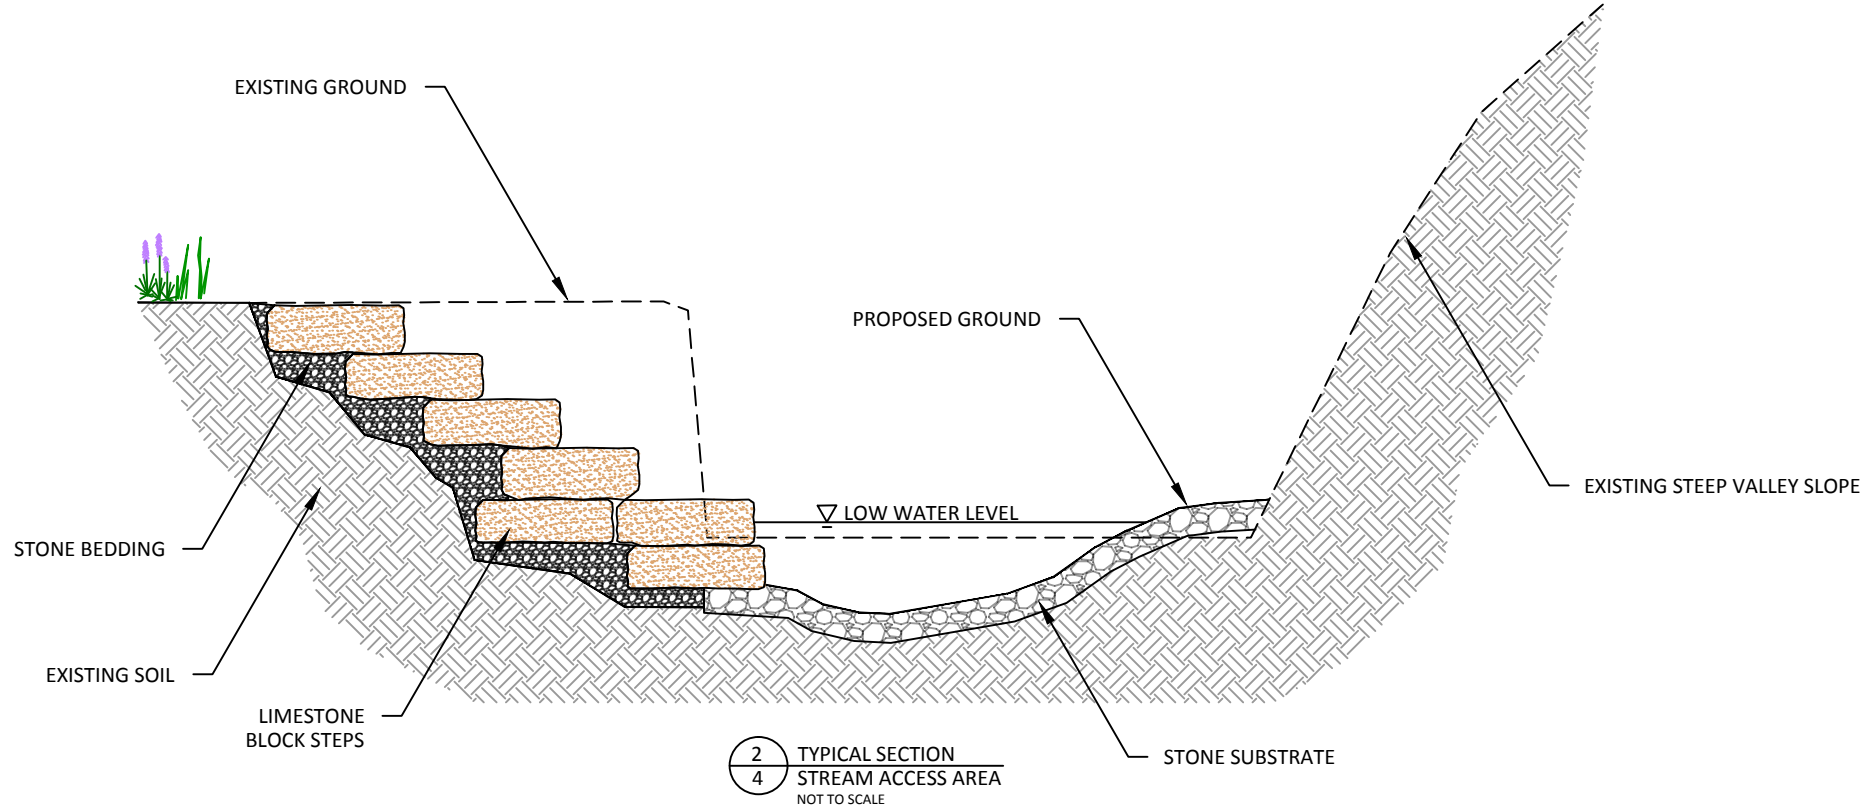 EXISTING GROUND
PROPOSED GROUND
EXISTING STEEP VALLEY SLOPE
LOW WATER LEVEL
STONE BEDDING
EXISTING SOIL
LIMESTONE
BLOCK STEPS
STONE SUBSTRATE
2 TYPICAL SECTION
4 STREAM ACCESS AREA
NOT TO SCALE